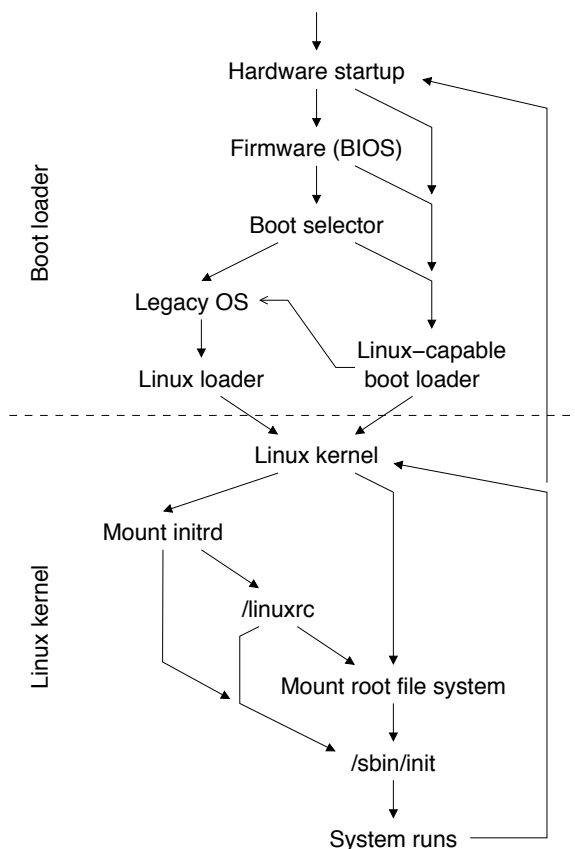 Hardware startup
Firmware (BIOS)
Boot selector
Legacy OS
Linux−capable
boot loader
Linux loader
Boot loader
Linux kernel
Mount initrd
/linuxrc
Mount root file system
/sbin/init
System runs
Linux kernel